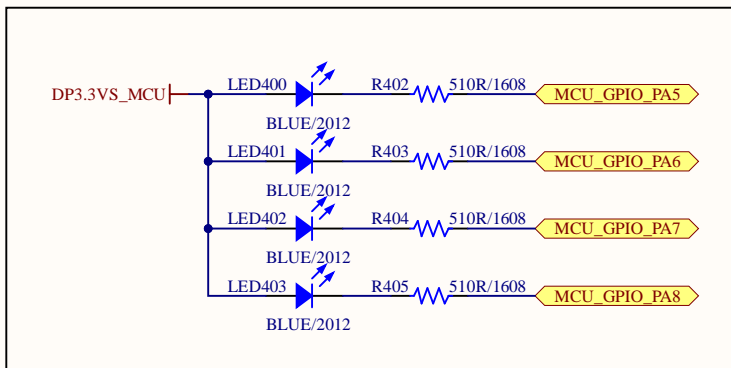 DP3.3VS_MCU
LED400 R402 510R/1608 MCU_GPIO_PA5
BLUE/2012
LED401 R403 510R/1608 MCU_GPIO_PA6
BLUE/2012
LED402 R404 510R/1608 MCU_GPIO_PA7
BLUE/2012
LED403 R405 510R/1608 MCU_GPIO_PA8
BLUE/2012